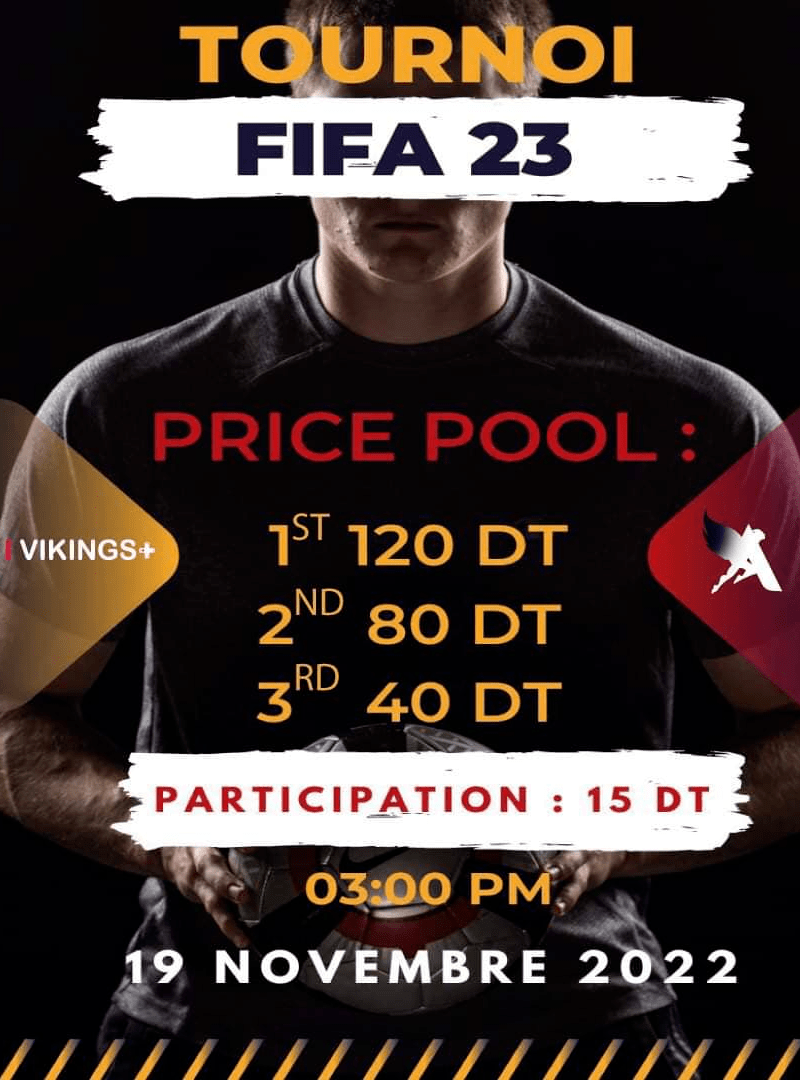 TOURNOI
FIFA 23
PRICE POOL :
VIKINGS+
1ST 120 DT
2ND 80 DT
3RD 40 DT
PARTICIPATION : 15 DT
03:00 PM
19 NOVEMBRE 2022